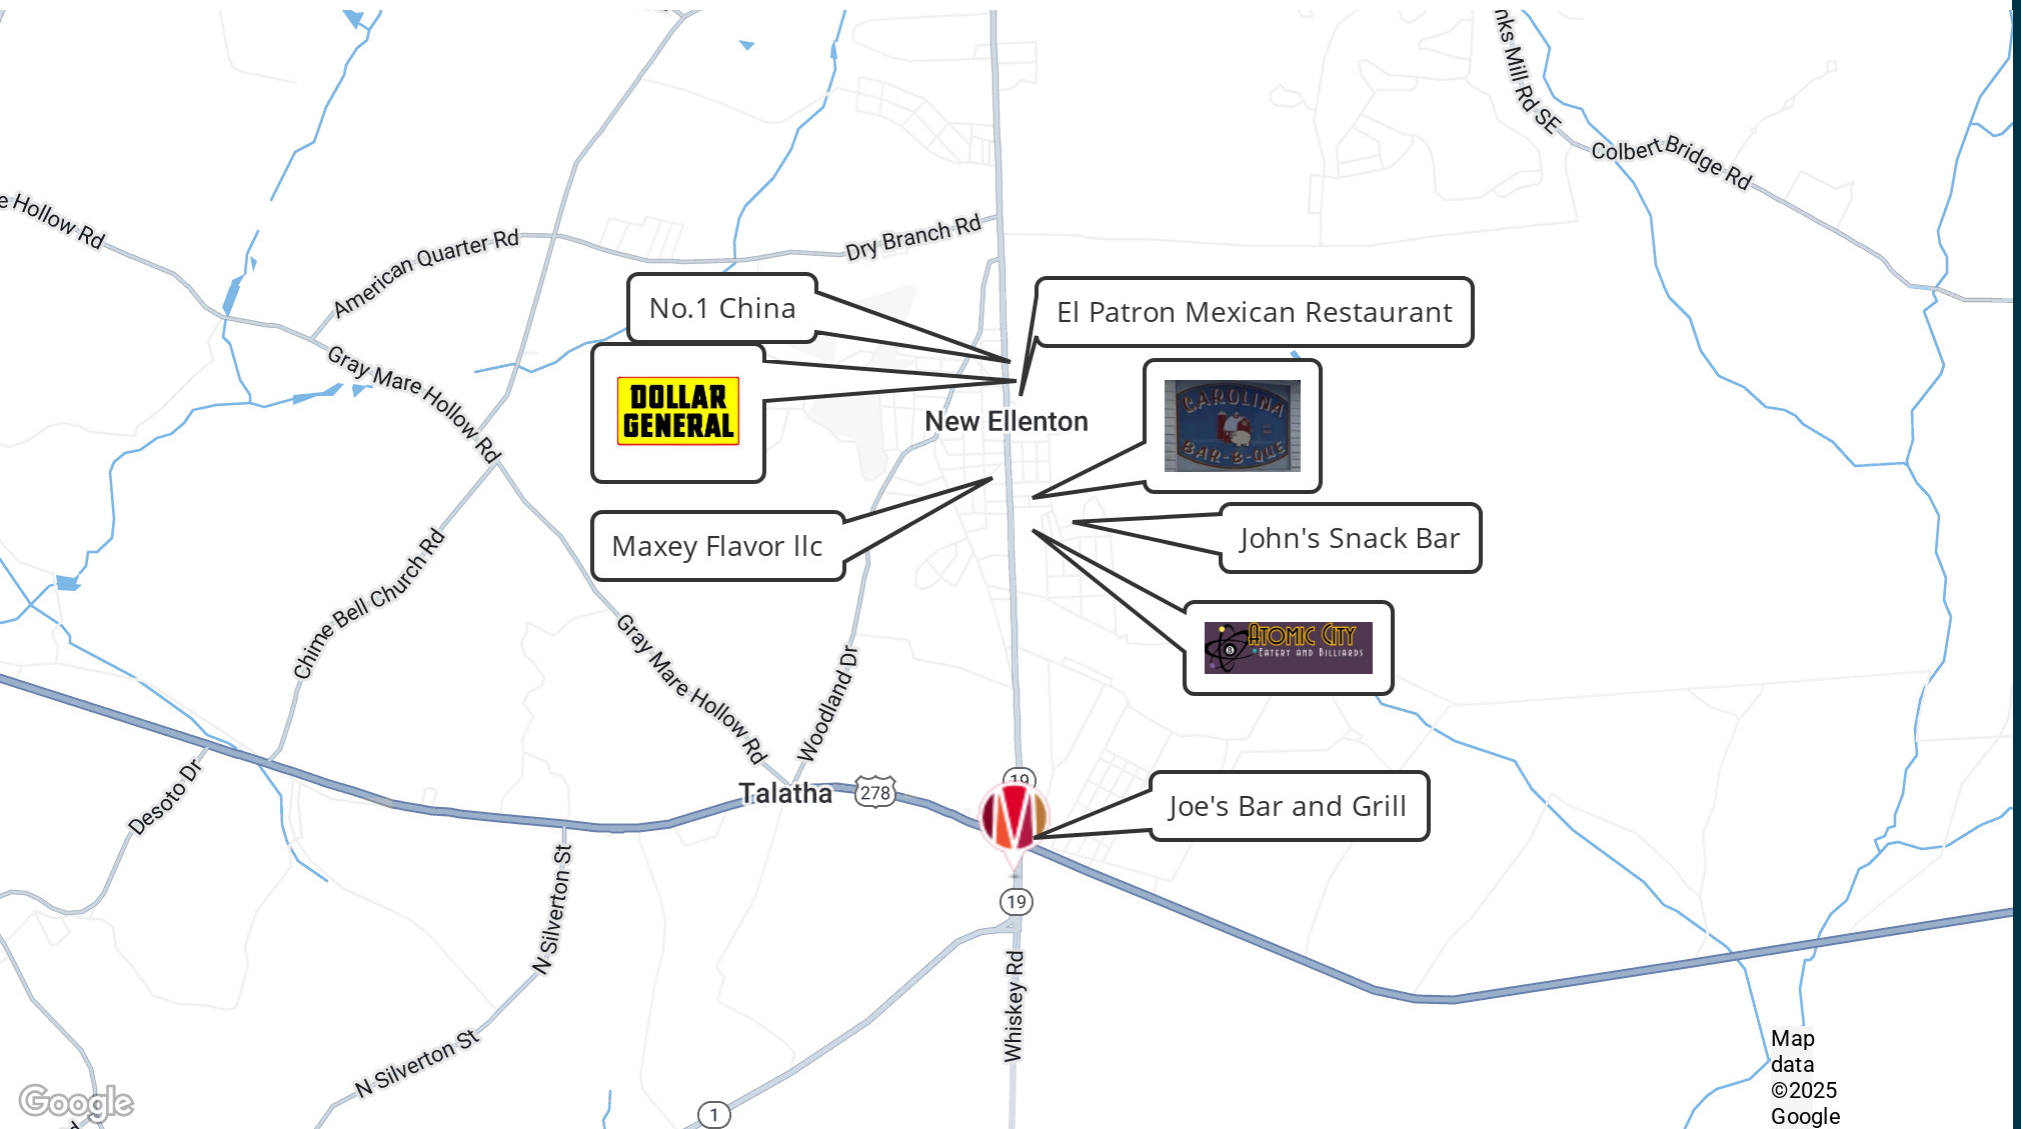 nks Mill Rd SE
Colbert Bridge Rd
e Hollow Rd
American Quarter Rd
Dry Branch Rd
No.1 China
El Patron Mexican Restaurant
Gray Mare Hollow Rd
DOLLAR
GENERAL
New Ellenton
CAROLINA
BAR-B-QUE
Maxey Flavor llc
John's Snack Bar
Chime Bell Church Rd
Gray Mare Hollow Rd
Woodland Dr
ATOMIC CITY
EATERY AND BILLIARDS
8
Desoto Dr
Talatha
278
19
M
Joe's Bar and Grill
N Silverton St
19
Whiskey Rd
N Silverton St
1
Google
Map
data
©2025
Google